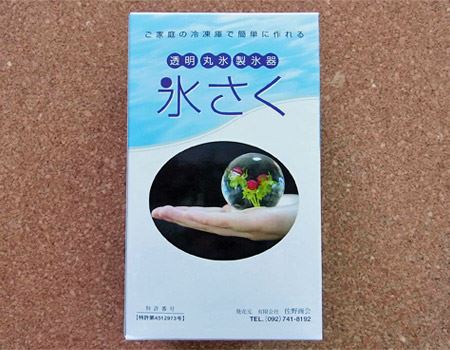 ご家庭の冷凍庫で簡単に作れる
透明丸氷製氷器
氷さく
特許番号
【特許第4512973号】
発売元 有限会社 佐野商会
TEL.(092)741-8192